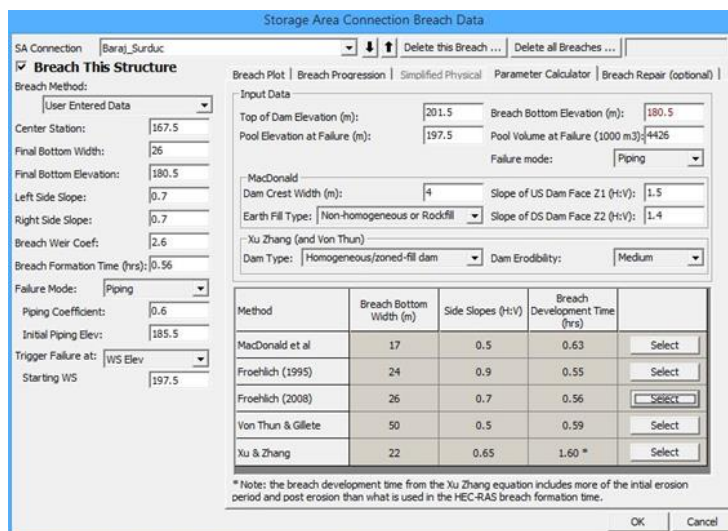 Storage Area Connection Breach Data
SA Connection Baraj_Surduc Delete this Breach ... Delete all Breaches ...
Breach This Structure
Breach Method:
User Entered Data
Center Station: 167.5
Final Bottom Width: 26
Final Bottom Elevation: 180.5
Left Side Slope: 0.7
Right Side Slope: 0.7
Breach Weir Coef: 2.6
Breach Formation Time (hrs): 0.56
Failure Mode: Piping
Piping Coefficient: 0.6
Initial Piping Elev: 185.5
Trigger Failure at: WS Elev
Starting WS 197.5
Breach Plot | Breach Progression | Simplified Physical Parameter Calculator | Breach Repair (optional) |
Input Data
Top of Dam Elevation (m): 201.5 Breach Bottom Elevation (m): 180.5
Pool Elevation at Failure (m): 197.5 Pool Volume at Failure (1000 m3): 4426
Failure mode: Piping
MacDonald
Dam Crest Width (m): 4 Slope of US Dam Face Z1 (H:V): 1.5
Earth Fill Type: Non-homogeneous or Rockfill Slope of DS Dam Face Z2 (H:V): 1.4
Xu Zhang (and Von Thun)
Dam Type: Homogeneous/zoned-fill dam Dam Erodibility: Medium
Method Breach Bottom Width (m) Side Slopes (H:V) Breach Development Time (hrs)
MacDonald et al 17 0.5 0.63 Select
Froehlich (1995) 24 0.9 0.55 Select
Froehlich (2008) 26 0.7 0.56 Select
Von Thun & Gillete 50 0.5 0.59 Select
Xu & Zhang 22 0.65 1.60 * Select
* Note: the breach development time from the Xu Zhang equation includes more of the intial erosion
period and post erosion than what is used in the HEC-RAS breach formation time.
OK Cancel